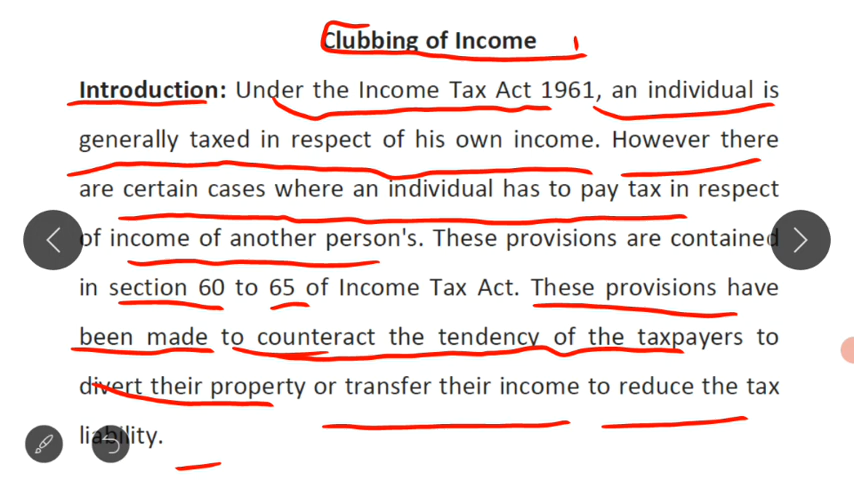 Clubbing of Income
Introduction: Under the Income Tax Act 1961, an individual is
generally taxed in respect of his own income. However there
are certain cases where an individual has to pay tax in respect
of income of another person's. These provisions are contained
in section 60 to 65 of Income Tax Act. These provisions have
been made to counteract the tendency of the taxpayers to
divert their property or transfer their income to reduce the tax
liability.